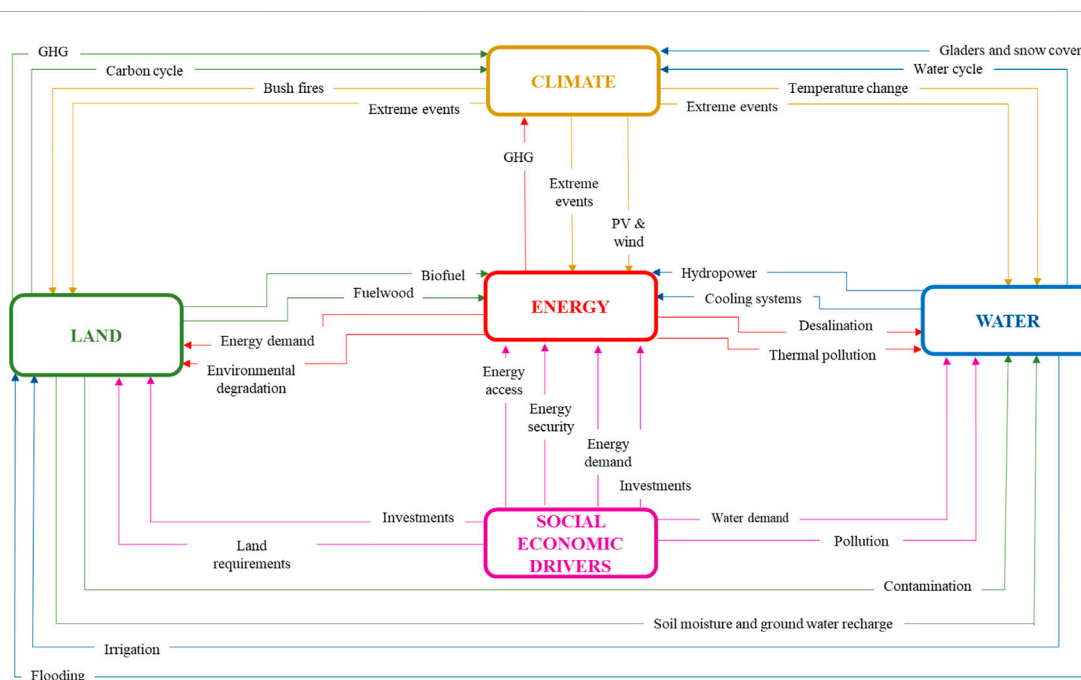 GHG
Gladers and snow cover
Carbon cycle
CLIMATE
Water cycle
Bush fires
Temperature change
Extreme events
Extreme events
GHG
Extreme
events
PV &
wind
Biofuel
Hydropower
Fuelwood
ENERGY
Cooling systems
LAND
WATER
Energy demand
Desalination
Environmental
degradation
Thermal pollution
Energy
access
Energy
security
Energy
demand
Investments
Investments
SOCIAL
ECONOMIC
DRIVERS
Water demand
Land
requirements
Pollution
Contamination
Soil moisture and ground water recharge
Irrigation
Flooding